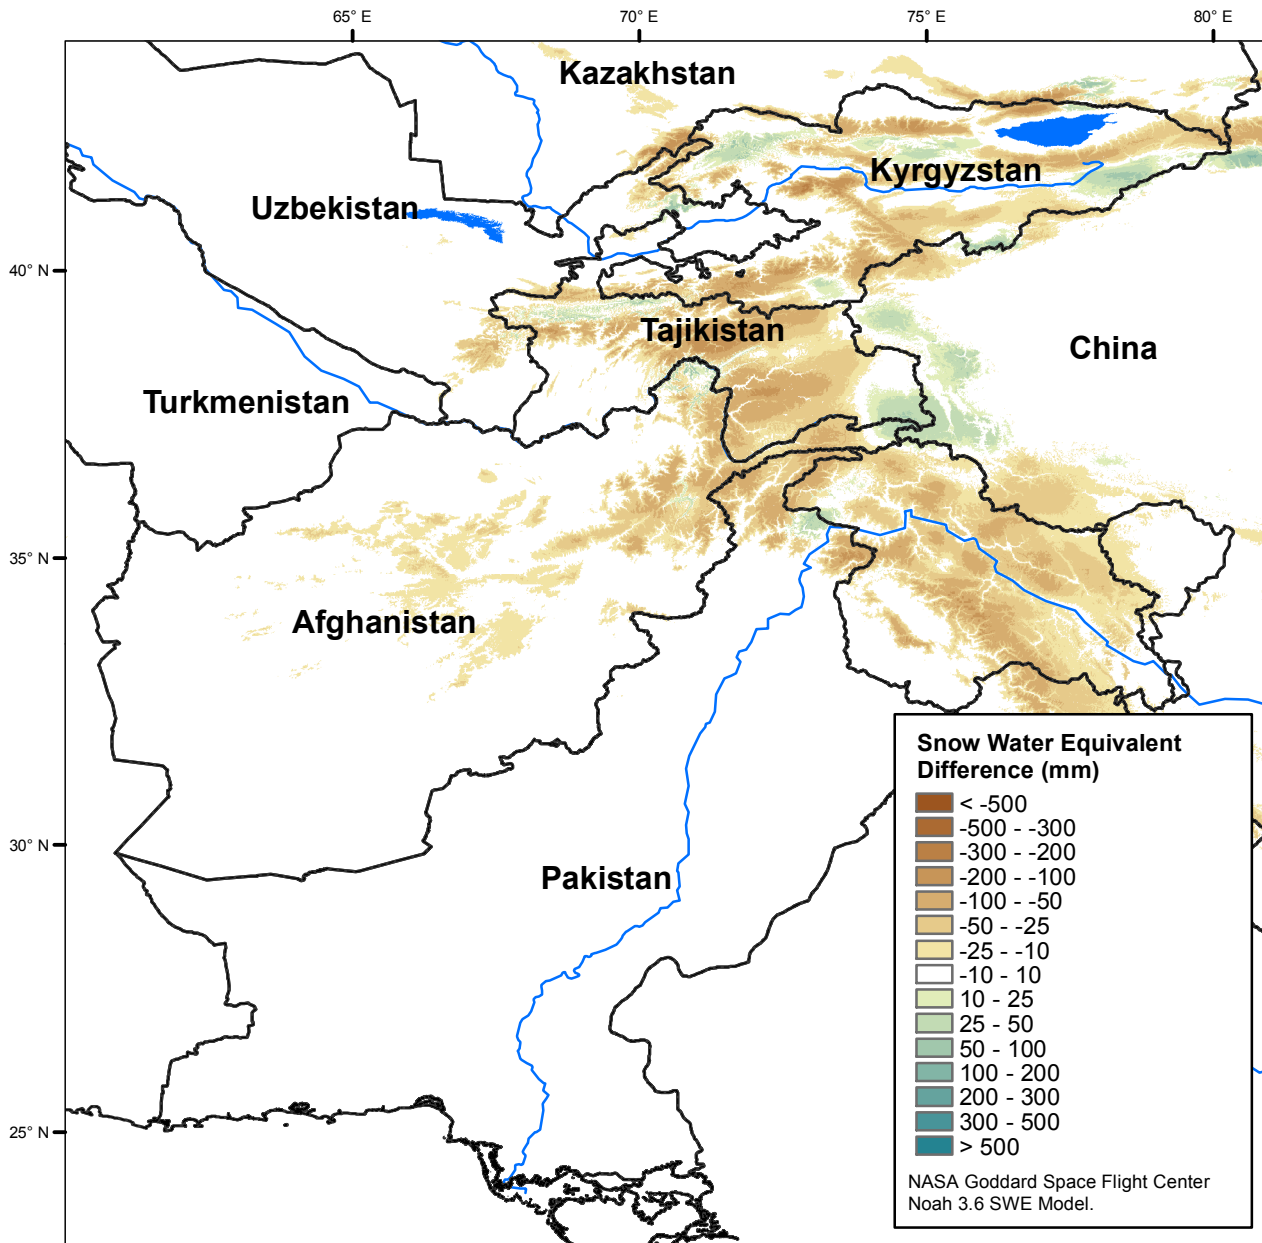 65° E
70° E
75° E
80° E
Kazakhstan
Kyrgyzstan
Uzbekistan
40° N
Tajikistan
China
Turkmenistan
35° N
Afghanistan
Snow Water Equivalent
Difference (mm)
< -500
-500 - -300
-300 - -200
-200 - -100
-100 - -50
-50 - -25
-25 - -10
-10 - 10
10 - 25
25 - 50
50 - 100
100 - 200
200 - 300
300 - 500
> 500
NASA Goddard Space Flight Center
Noah 3.6 SWE Model.
30° N
Pakistan
25° N